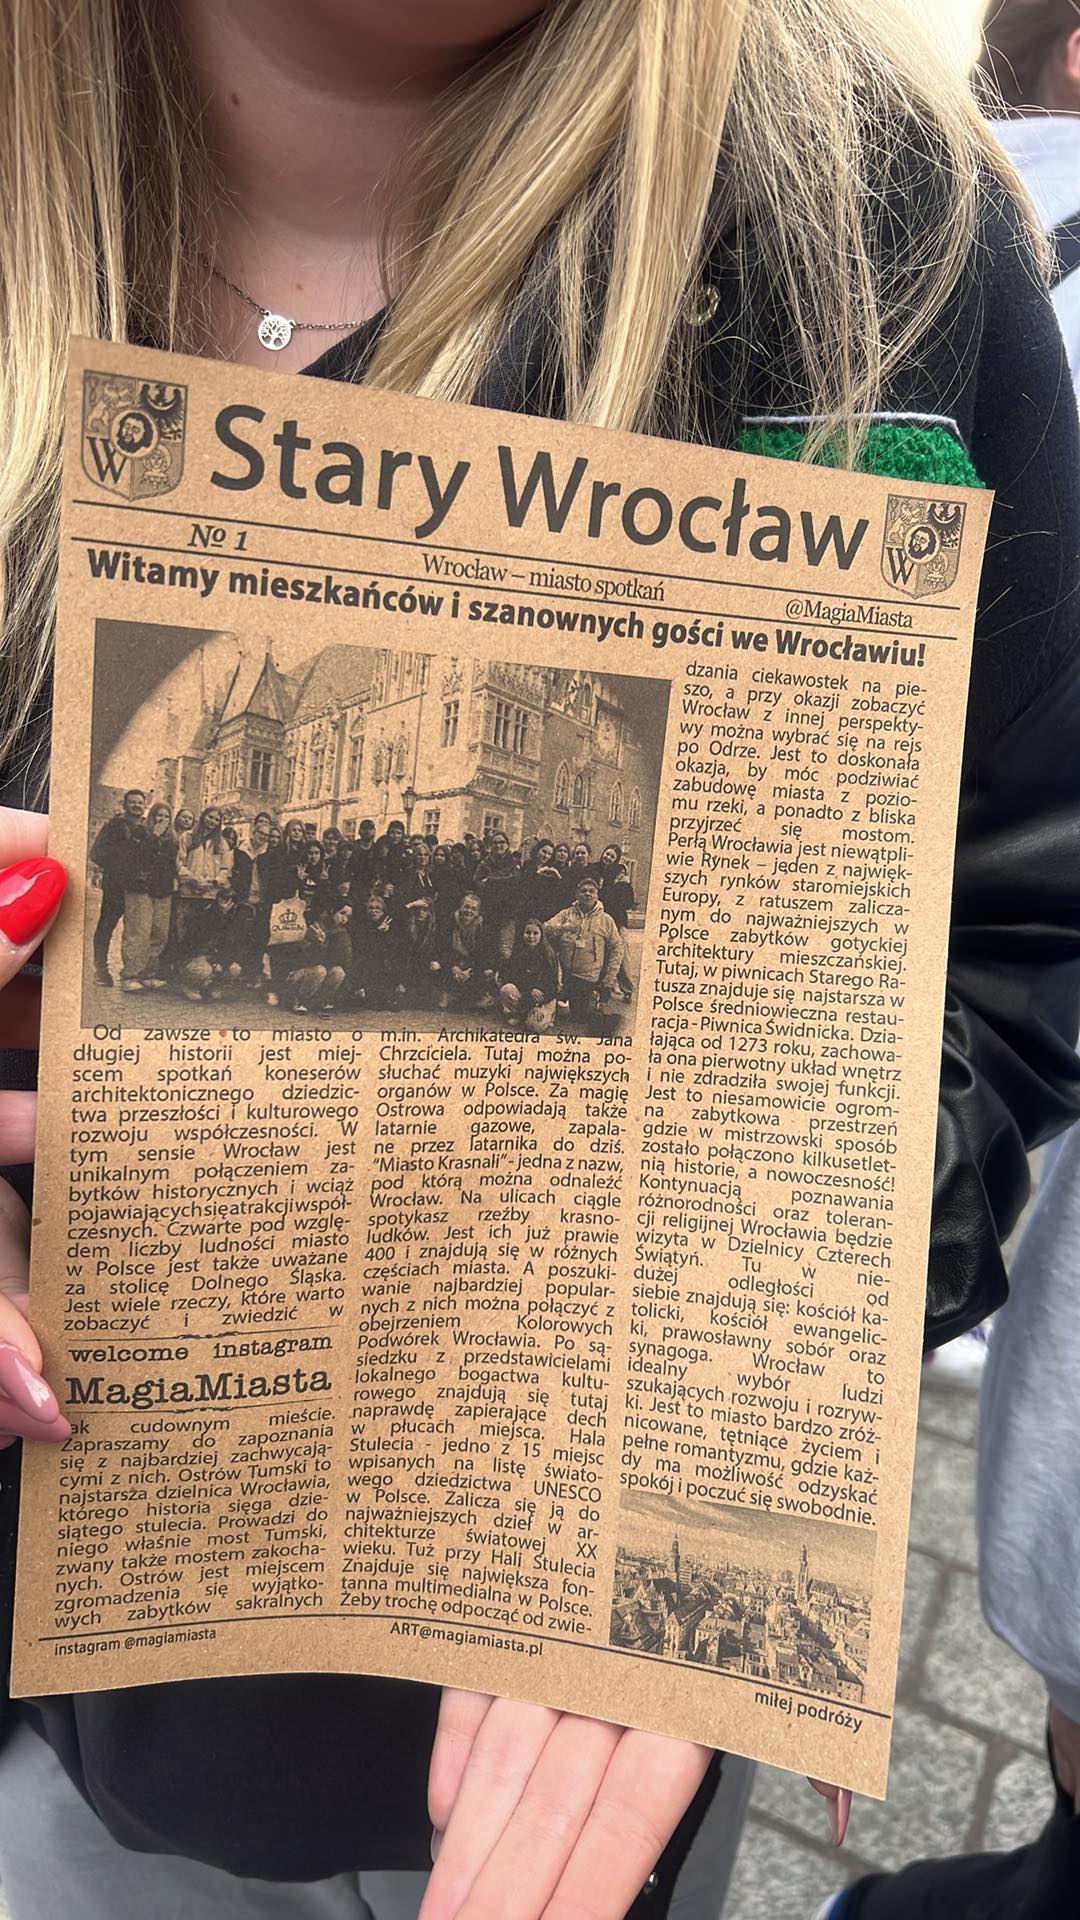 Stary Wrocław
W
W
№ 1
Wrocław – miasto spotkań
@MagiaMiasta
Witamy mieszkańców i szanownych gości we Wrocławiu!
QUEEN
Od zawsze to miasto o
długiej historii jest miej-
scem spotkań koneserów
architektonicznego dziedzic-
twa przeszłości i kulturowego
rozwoju współczesności. W
tym sensie Wrocław jest
unikalnym połączeniem za-
bytków historycznych i wciąż
pojawiających się atrakcji współ-
czesnych. Czwarte pod wzglę-
dem liczby ludności miasto
w Polsce jest także uważane
za stolicę Dolnego Śląska.
Jest wiele rzeczy, które warto
zobaczyć i zwiedzić w
welcome instagram
MagiaMiasta
ak cudownym mieście.
Zapraszamy do zapoznania
się z najbardziej zachwycają-
cymi z nich. Ostrów Tumski to
najstarsza dzielnica Wrocławia,
którego historia sięga dzie-
siątego stulecia. Prowadzi do
niego właśnie most Tumski,
zwany także mostem zakocha-
nych. Ostrów jest miejscem
zgromadzenia się wyjątko-
wych zabytków sakralnych
m.in. Archikatedra św. Jana
Chrzciciela. Tutaj można po-
słuchać muzyki największych
organów w Polsce. Za magię
Ostrowa odpowiadają także
latarnie gazowe, zapala-
ne przez latarnika do dziś.
"Miasto Krasnali" - jedna z nazw,
pod którą można odnaleźć
Wrocław. Na ulicach ciągle
spotykasz rzeźby krasno-
ludków. Jest ich już prawie
400 i znajdują się w różnych
częściach miasta. A poszuki-
wanie najbardziej popular-
nych z nich można połączyć z
obejrzeniem Kolorowych
Podwórek Wrocławia. Po są-
siedzku z przedstawicielami
lokalnego bogactwa kultu-
rowego znajdują się tutaj
naprawdę zapierające dech
w płucach miejsca. Hala
Stulecia - jedno z 15 miejsc
wpisanych na listę świato-
wego dziedzictwa UNESCO
w Polsce. Zalicza się ją do
najważniejszych dzieł w ar-
chitekturze światowej XX
wieku. Tuż przy Hali Stulecia
Znajduje się największa fon-
tanna multimedialna w Polsce.
Żeby trochę odpocząć od zwie-
dzania ciekawostek na pie-
szo, a przy okazji zobaczyć
Wrocław z innej perspekty-
wy można wybrać się na rejs
po Odrze. Jest to doskonała
okazja, by móc podziwiać
zabudowę miasta z pozio-
mu rzeki, a ponadto z bliska
przyjrzeć się mostom.
Perłą Wrocławia jest niewątpli-
wie Rynek – jeden z najwięk-
szych rynków staromiejskich
Europy, z ratuszem zalicza-
nym do najważniejszych w
Polsce zabytków gotyckiej
architektury mieszczańskiej.
Tutaj, w piwnicach Starego Ra-
tusza znajduje się najstarsza w
Polsce średniowieczna restau-
racja - Piwnica Świdnicka. Dzia-
łająca od 1273 roku, zachowa-
ła ona pierwotny układ wnętrz
i nie zdradziła swojej funkcji.
Jest to niesamowicie ogrom-
na zabytkowa przestrzeń
gdzie w mistrzowski sposób
zostało połączono kilkusetlet-
nią historie, a nowoczesność!
Kontynuacją poznawania
różnorodności oraz toleran-
cji religijnej Wrocławia będzie
wizyta w Dzielnicy Czterech
Świątyń. Tu w nie-
dużej odległości od
siebie znajdują się: kościół ka-
tolicki, kościół ewangelic-
ki, prawosławny sobór oraz
synagoga. Wrocław to
idealny wybór ludzi
szukających rozwoju i rozryw-
ki. Jest to miasto bardzo zróż-
nicowane, tętniące życiem i
pełne romantyzmu, gdzie każ-
dy ma możliwość odzyskać
spokój i poczuć się swobodnie.
instagram @magiamiasta
ART@magiamiasta.pl
miłej podróży